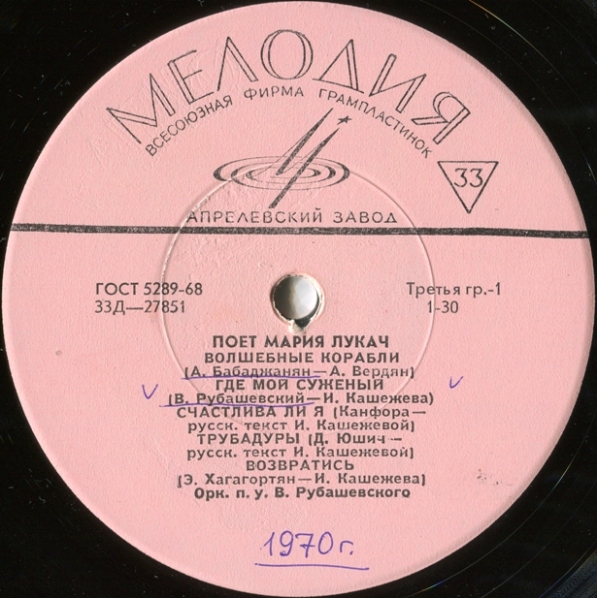 МЕЛОДИЯ
ВСЕСОЮЗНАЯ ФИРМА ГРАМПЛАСТИНОК
33
АПРЕЛЕВСКИЙ ЗАВОД
ГОСТ 5289-68
Третья гр.-1
33Д—27851
1-30
ПОЕТ МАРИЯ ЛУКАЧ
ВОЛШЕБНЫЕ КОРАБЛИ
(А. Бабаджанян—А. Вердян)
ГДЕ МОЙ СУЖЕНЫЙ
(В. Рубашевский—И. Кашежева)
СЧАСТЛИВА ЛИ Я (Канфора—
русск. текст И. Кашежевой)
ТРУБАДУРЫ (Д. Юшич—
русск. текст И. Кашежевой)
ВОЗВРАТИСЬ
(Э. Хагагортян—И. Кашежева)
Орк. п. у. В. Рубашевского
1970г.